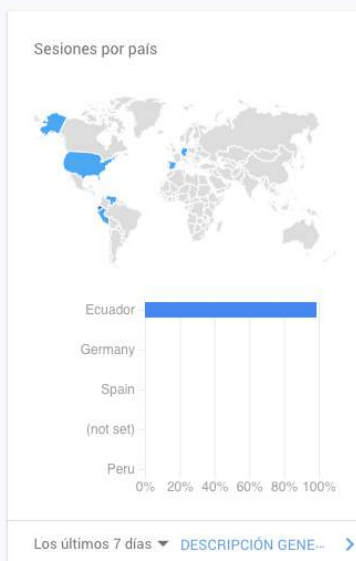 Sesiones por país
Ecuador
Germany
Spain
(not set)
Peru
0% 20% 40% 60% 80% 100%
Los últimos 7 días DESCRIPCIÓN GENE...